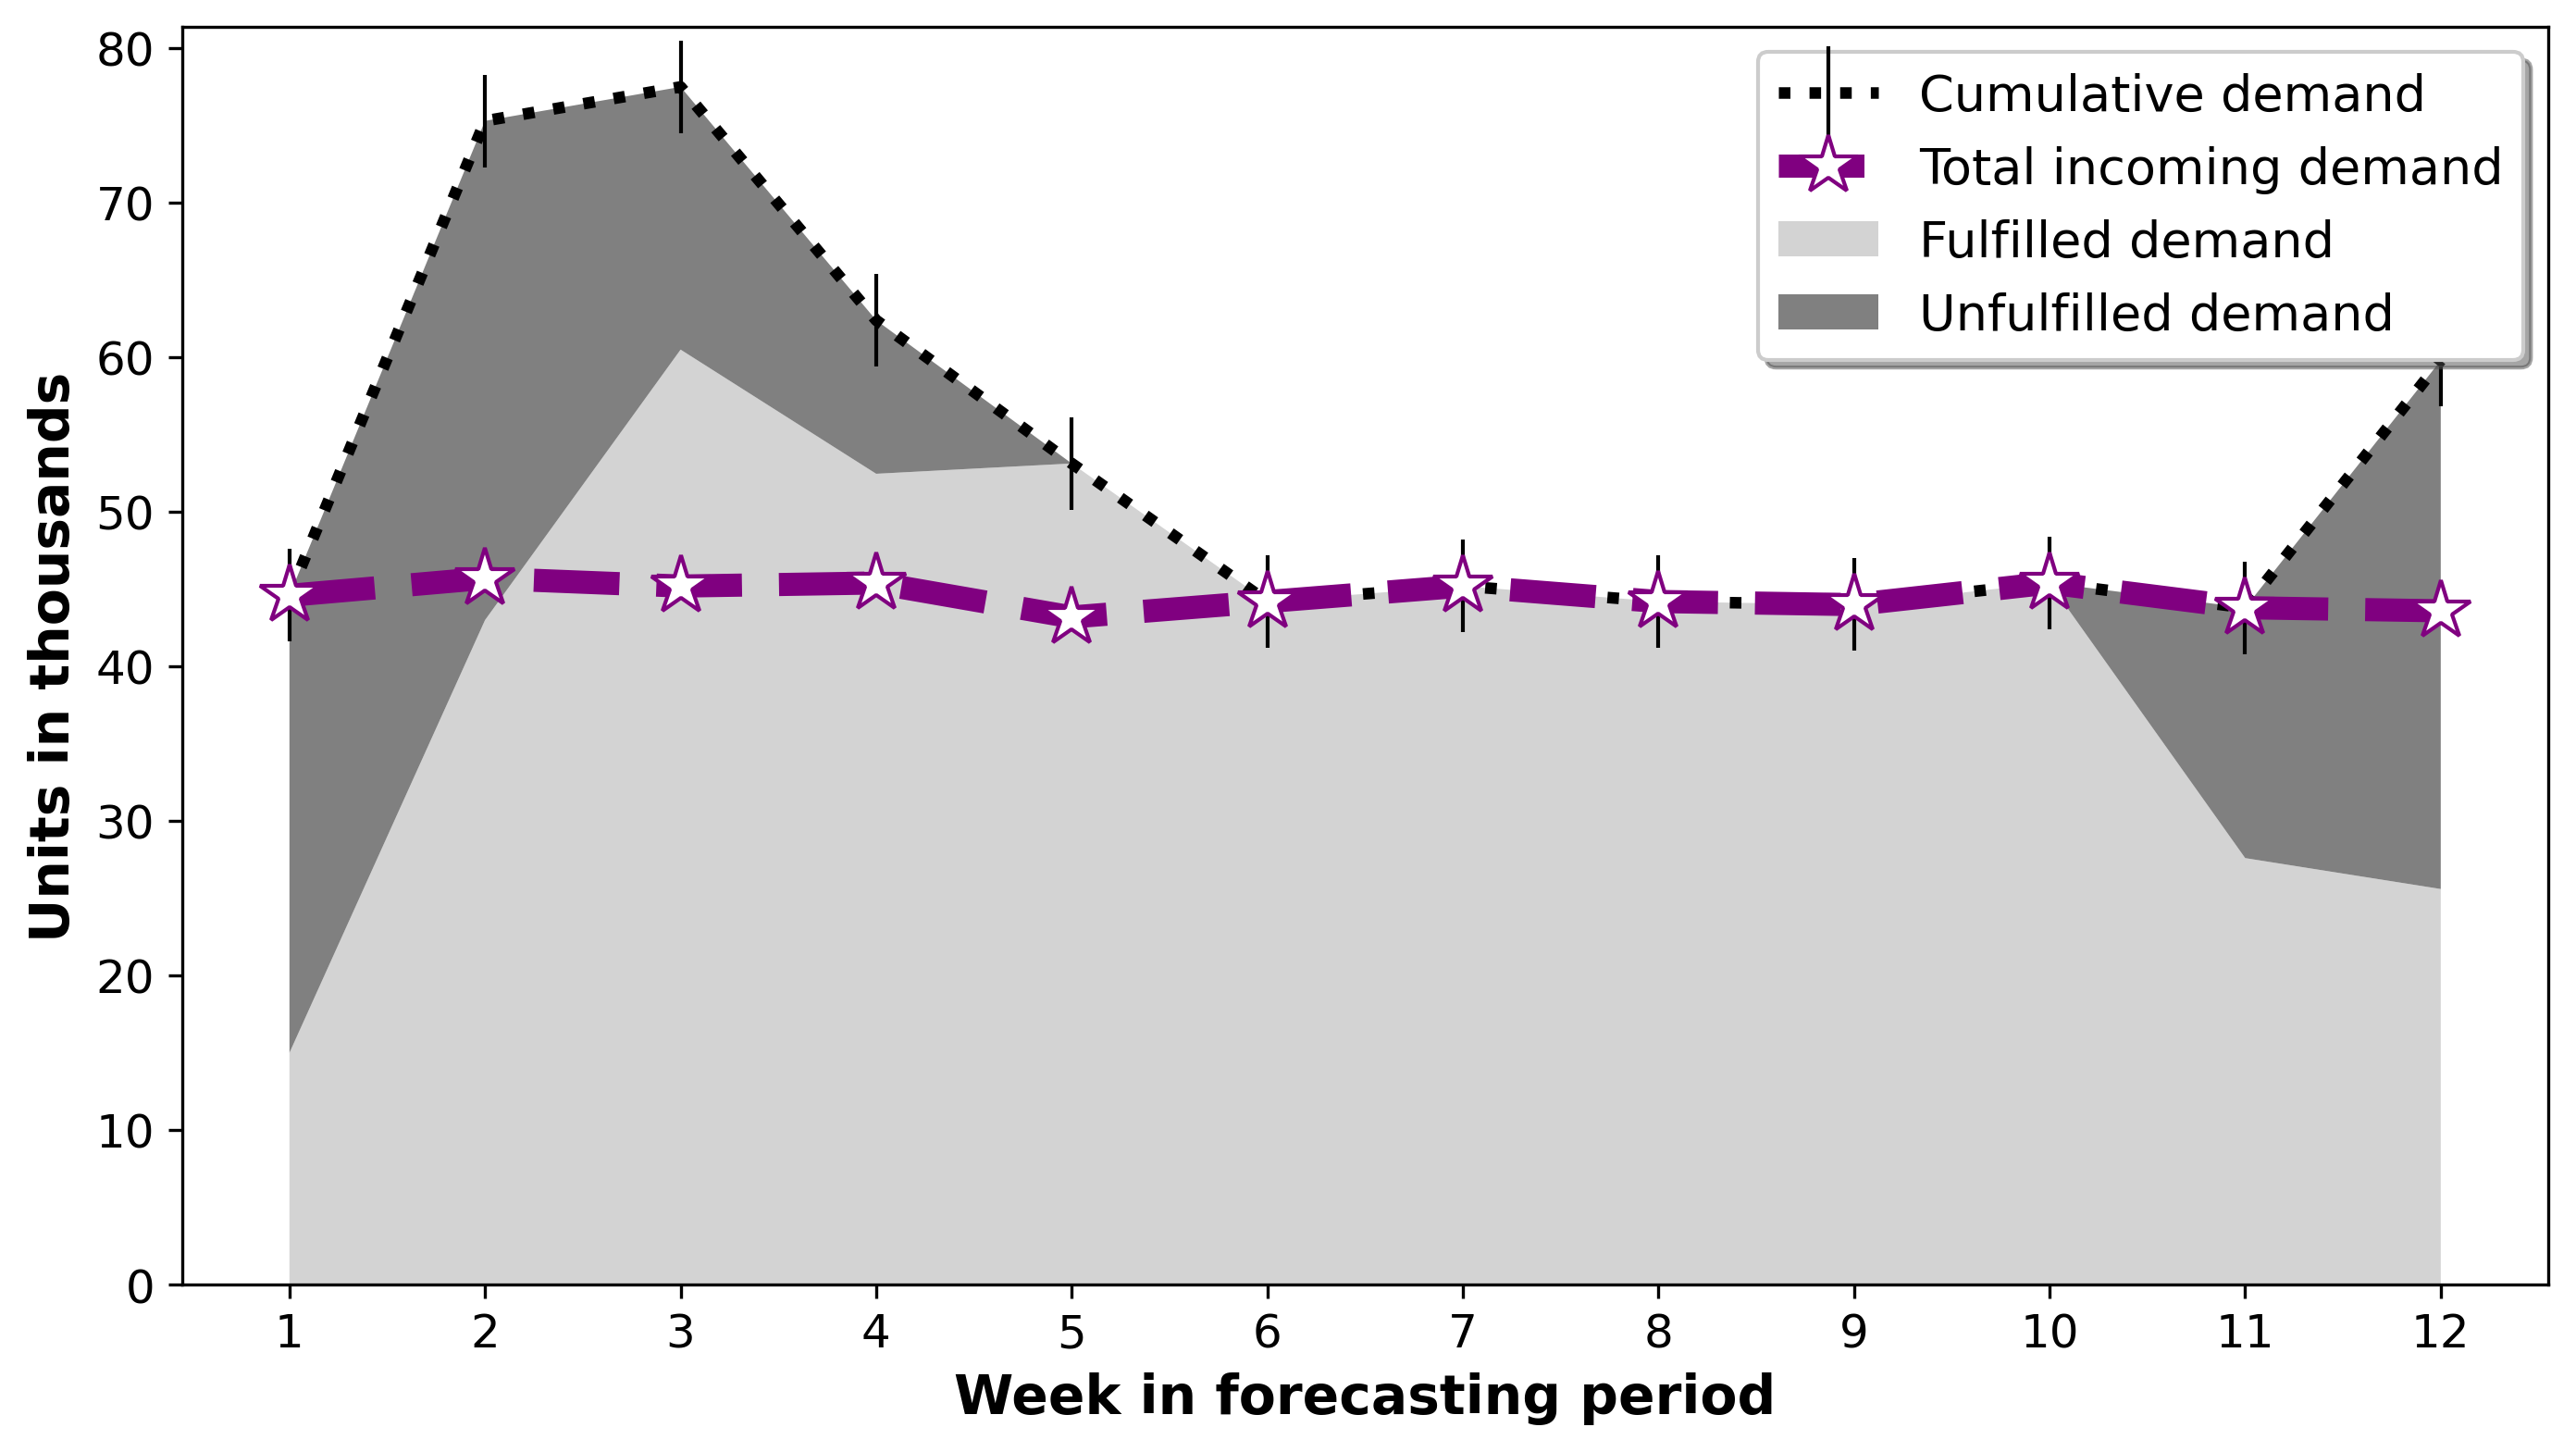 80
70
60
50
40
30
20
10
0
Units in thousands
Cumulative demand
Total incoming demand
Fulfilled demand
Unfulfilled demand
1 2 3 4 5 6 7 8 9 10 11 12
Week in forecasting period